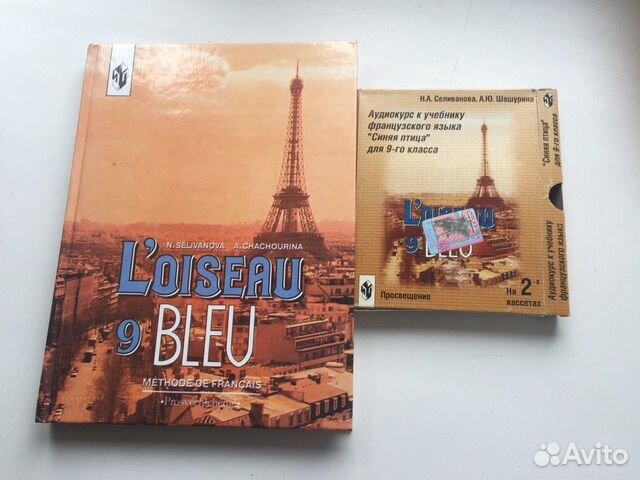 N. SELIVANOVA A. CHACHOURINA
L'OISEAU
9 BLEU
MÉTHODE DE FRANÇAIS
Н.А. Селиванова, А.Ю. Шашурина
Аудиокурс к учебнику
французского языка
"Синяя птица"
для 9-го класса
L'OISEAU
9 BLEU
Просвещение
На 2-х
кассетах
"Синяя птица"
для 9-го класса
Аудиокурс к учебнику
французского языка
Avito